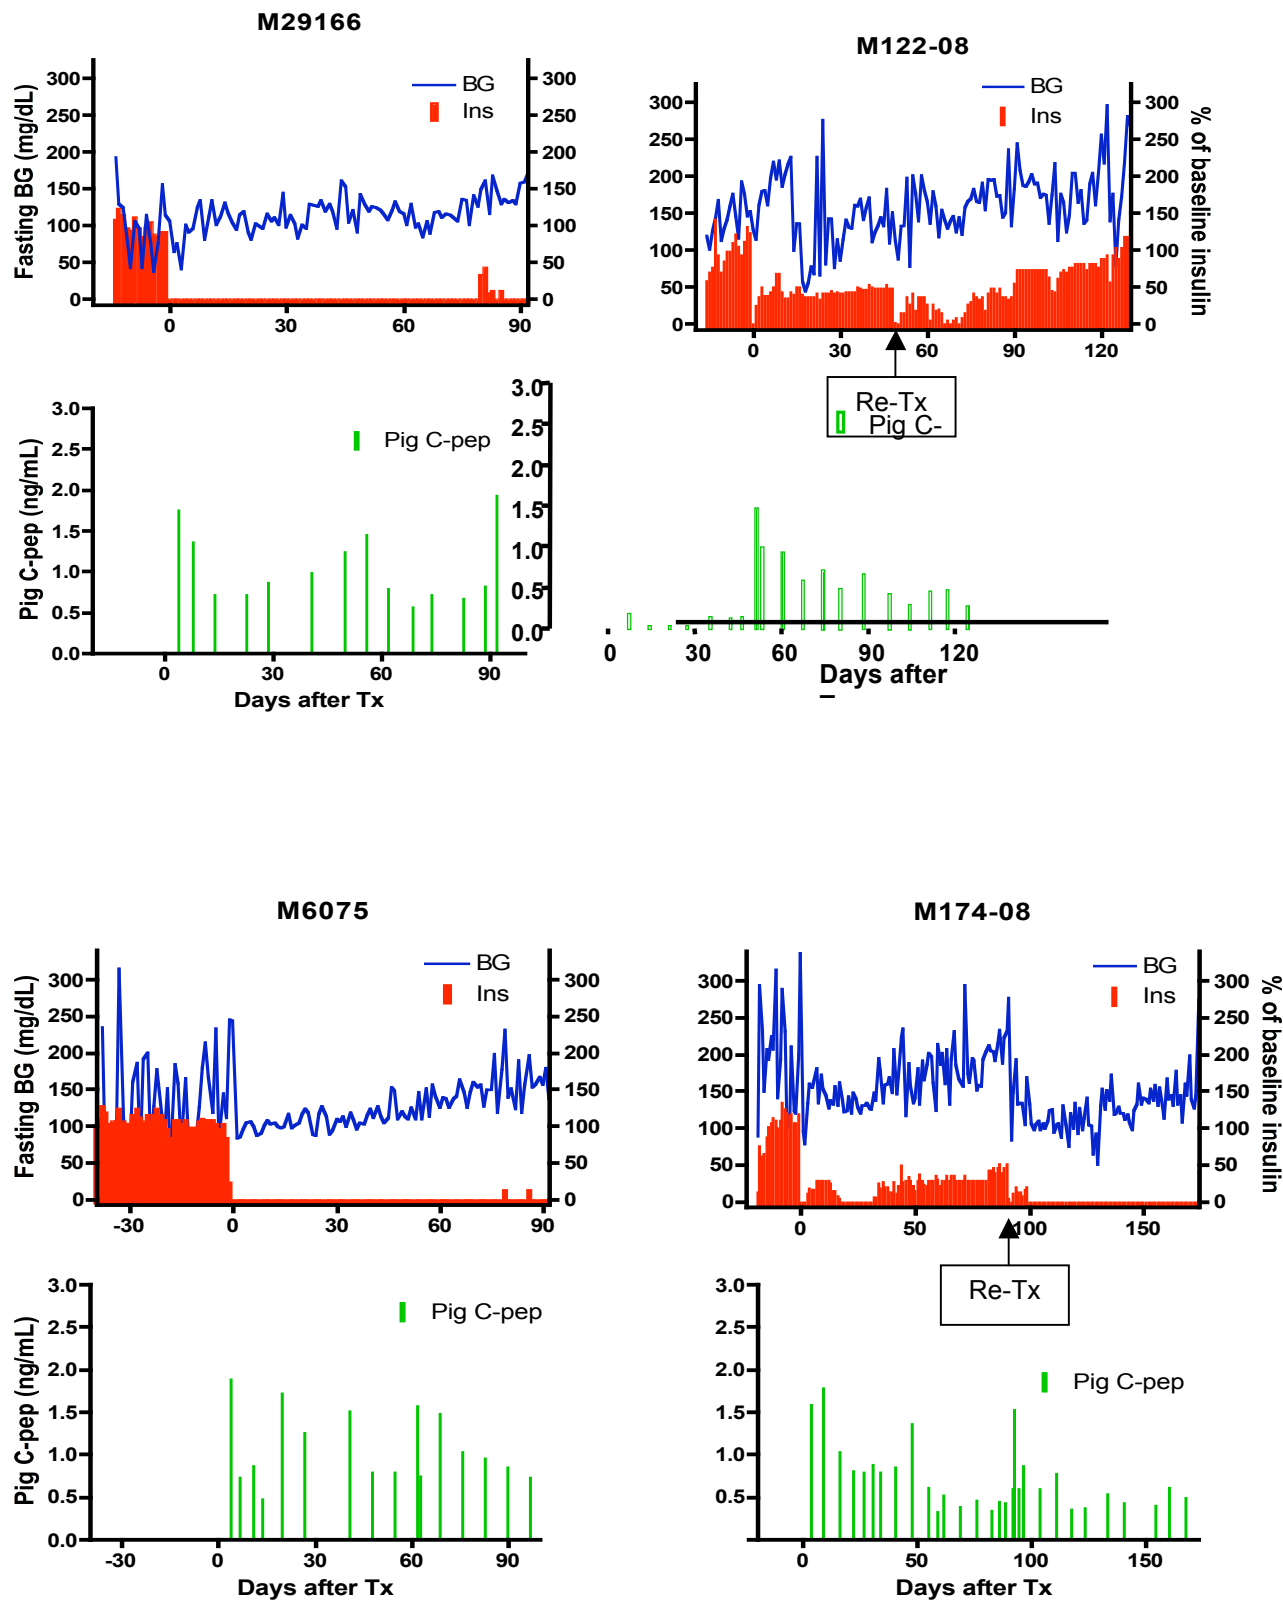 M29166
BG
Ins
Fasting BG (mg/dL)
300
250
200
150
100
50
0
300
250
200
150
100
50
0
0 30 60 90
M122-08
BG
Ins
300
250
200
150
100
50
0
300
250
200
150
100
50
0
% of baseline insulin
0 30 60 90 120
Re-Tx
Pig C-
Pig C-pep
Pig C-pep (ng/mL)
3.0
2.5
2.0
1.5
1.0
0.5
0.0
0 30 60 90
Days after Tx
3.0
2.5
2.0
1.5
1.0
0.5
0.0
0 30 60 90 120
Days after
M6075
BG
Ins
Fasting BG (mg/dL)
300
250
200
150
100
50
0
300
250
200
150
100
50
0
-30 0 30 60 90
M174-08
BG
Ins
300
250
200
150
100
50
0
300
250
200
150
100
50
0
% of baseline insulin
0 50 100 150
Re-Tx
Pig C-pep
Pig C-pep (ng/mL)
3.0
2.5
2.0
1.5
1.0
0.5
0.0
-30 0 30 60 90
Days after Tx
Pig C-pep
3.0
2.5
2.0
1.5
1.0
0.5
0 50 100 150
Days after Tx